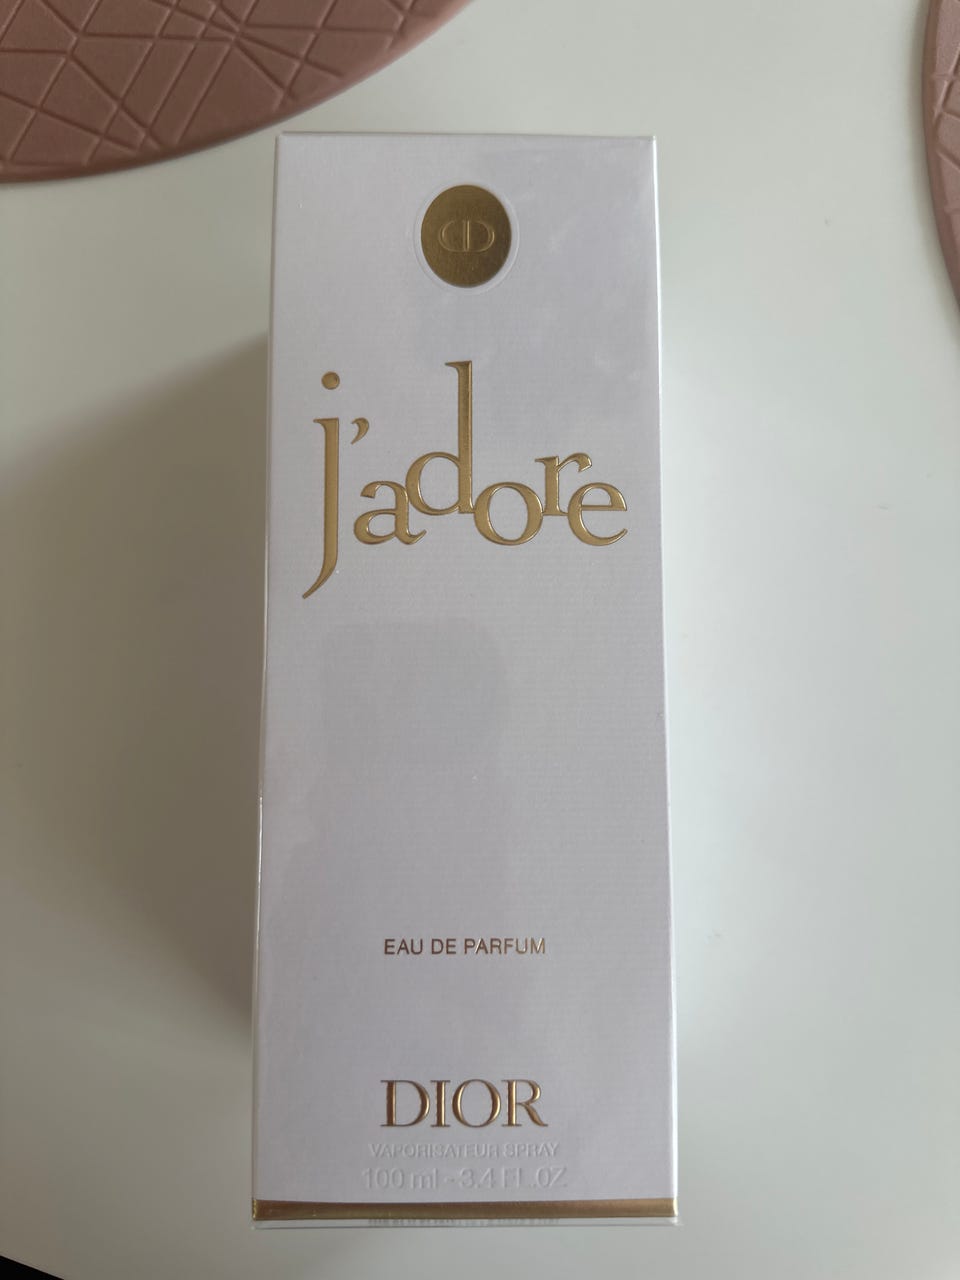 j'adore
EAU DE PARFUM
DIOR
VAPORISATEUR SPRAY
100 ml - 3.4 FL.OZ